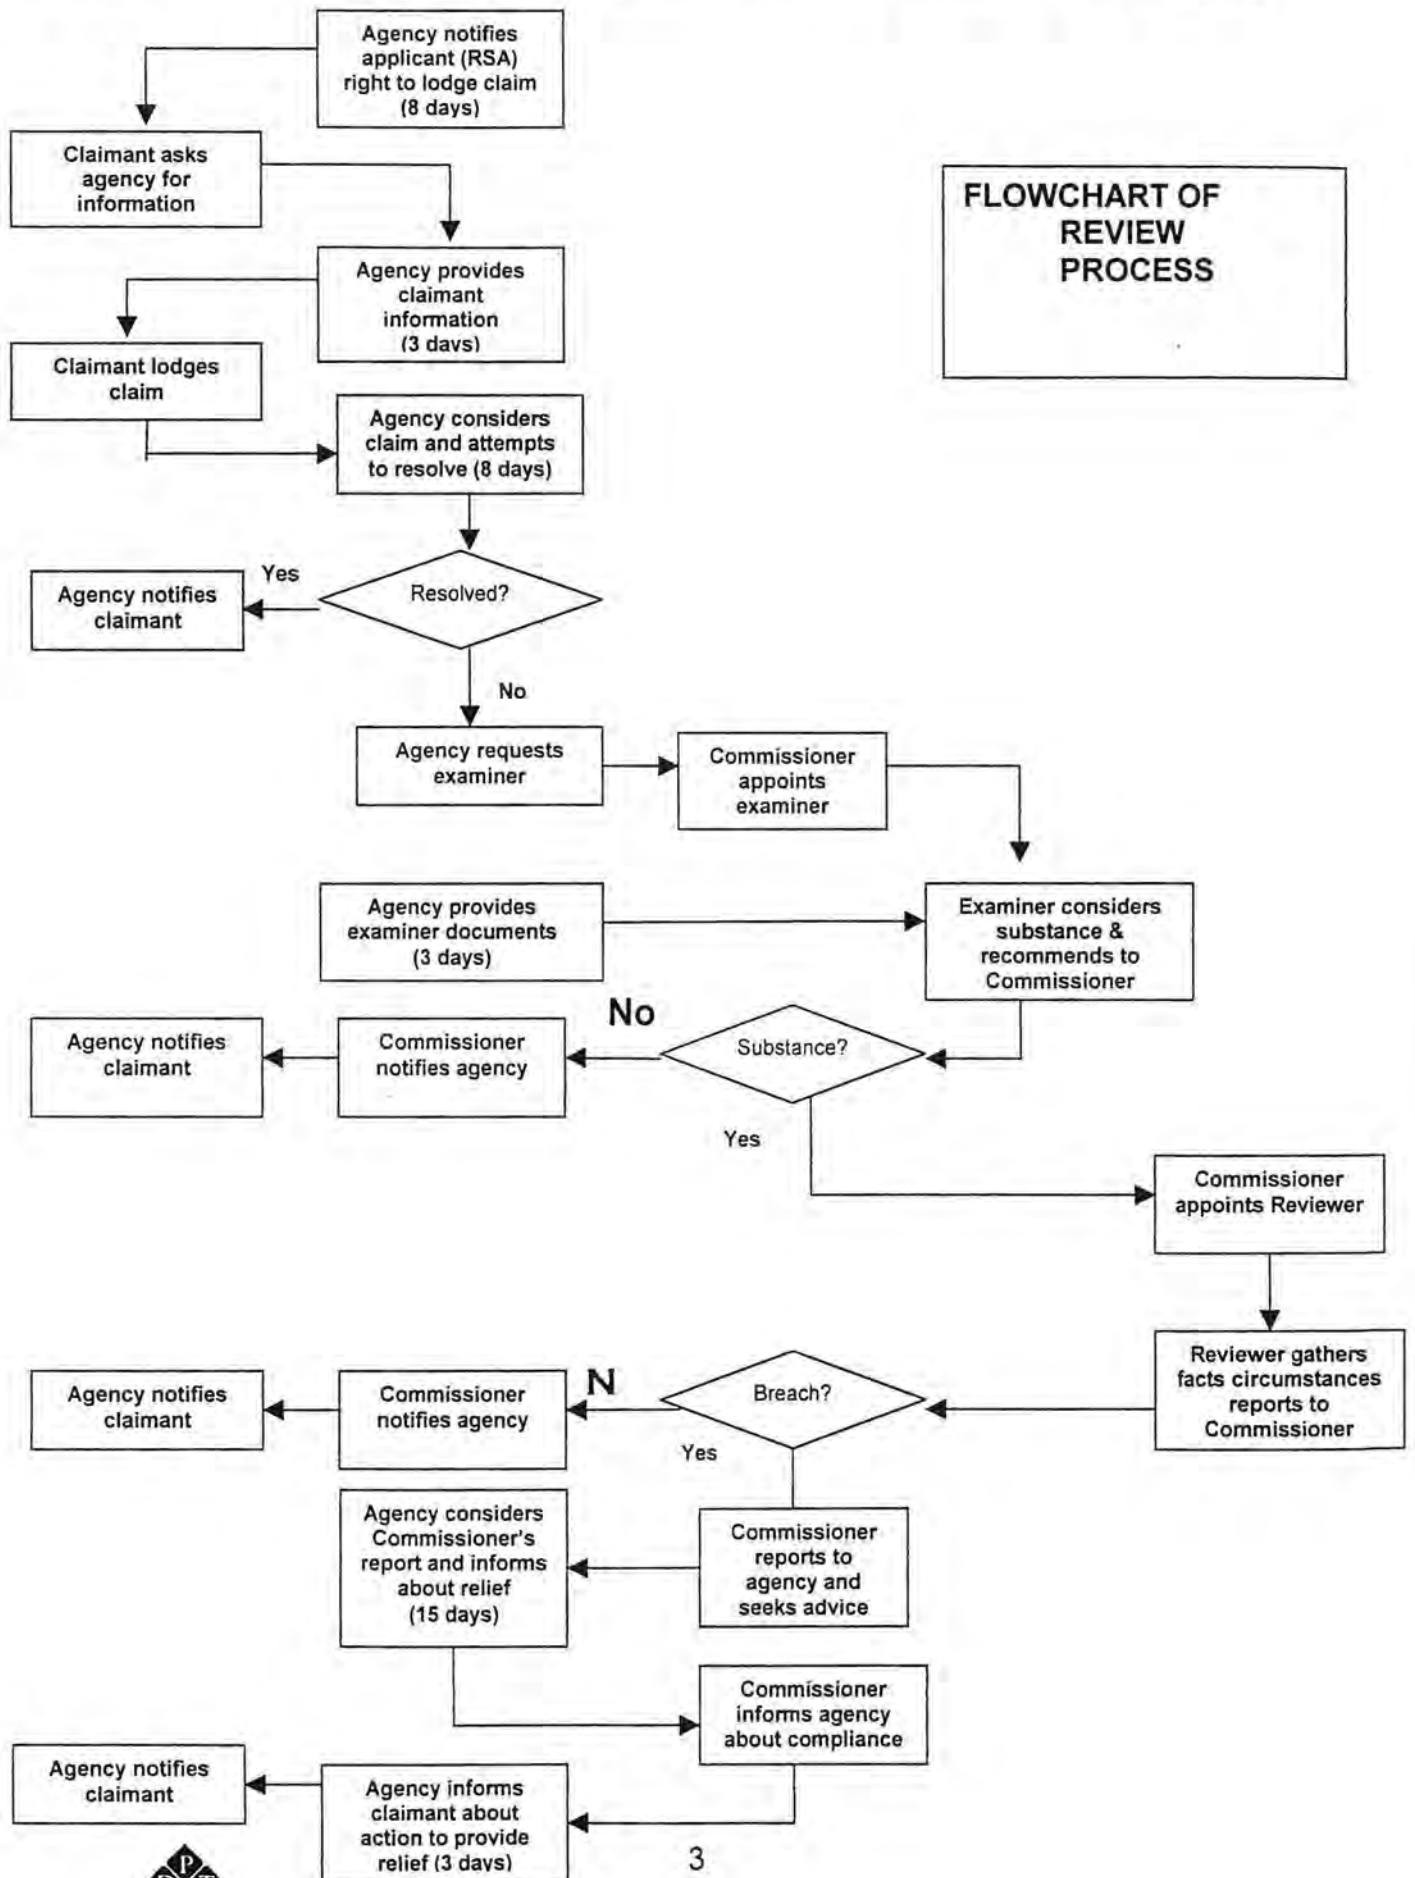 Agency notifies
applicant (RSA)
right to lodge claim
(8 days)
Claimant asks
agency for
information
FLOWCHART OF
REVIEW
PROCESS
Agency provides
claimant
information
(3 days)
Claimant lodges
claim
Agency considers
claim and attempts
to resolve (8 days)
Yes
Resolved?
Agency notifies
claimant
No
Agency requests
examiner
Commissioner
appoints
examiner
Agency provides
examiner documents
(3 days)
Examiner considers
substance &
recommends to
Commissioner
No
Substance?
Commissioner
notifies agency
Agency notifies
claimant
Yes
Commissioner
appoints Reviewer
Reviewer gathers
facts circumstances
reports to
Commissioner
Breach?
N
Commissioner
notifies agency
Agency notifies
claimant
Yes
Commissioner
reports to
agency and
seeks advice
Agency considers
Commissioner's
report and informs
about relief
(15 days)
Commissioner
informs agency
about compliance
Agency informs
claimant about
action to provide
relief (3 days)
Agency notifies
claimant
P
3